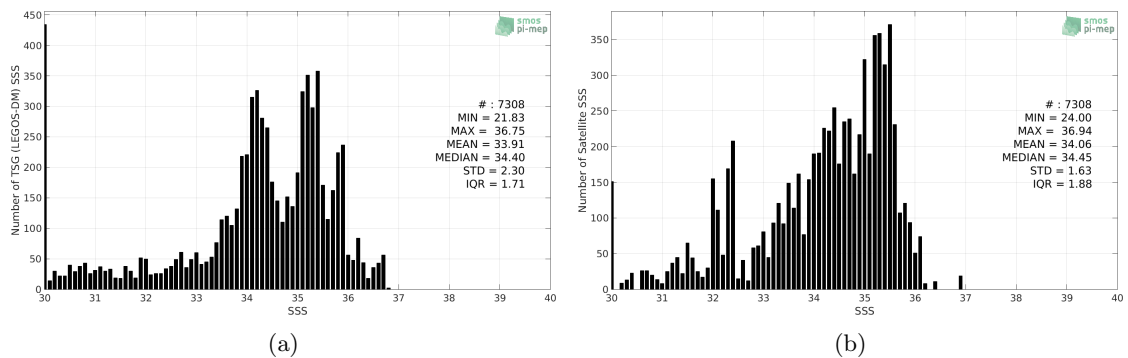 450
400
350
300
250
200
150
100
50
0
Number of TSG (LEGOS-DM) SSS
30 31 32 33 34 35 36 37 38 39 40
SSS
smos
pi-mep
# : 7308
MIN = 21.83
MAX = 36.75
MEAN = 33.91
MEDIAN = 34.40
STD = 2.30
IQR = 1.71
(a)
350
300
250
200
150
100
50
0
Number of Satellite SSS
30 31 32 33 34 35 36 37 38 39 40
SSS
smos
pi-mep
# : 7308
MIN = 24.00
MAX = 36.94
MEAN = 34.06
MEDIAN = 34.45
STD = 1.63
IQR = 1.88
(b)